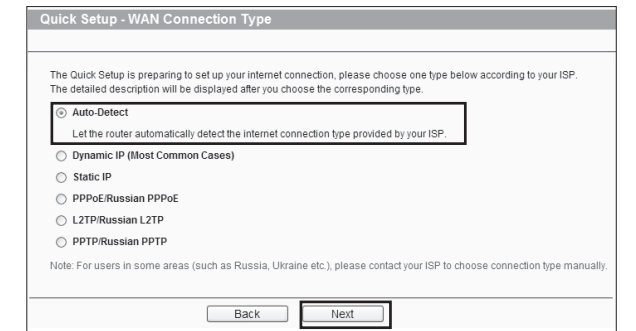 Quick Setup - WAN Connection Type
The Quick Setup is preparing to set up your internet connection, please choose one type below according to your ISP.
The detailed description will be displayed after you choose the corresponding type.
Auto-Detect
Let the router automatically detect the internet connection type provided by your ISP.
Dynamic IP (Most Common Cases)
Static IP
PPPoE/Russian PPPoE
L2TP/Russian L2TP
PPTP/Russian PPTP
Note: For users in some areas (such as Russia, Ukraine etc.), please contact your ISP to choose connection type manually.
Back Next